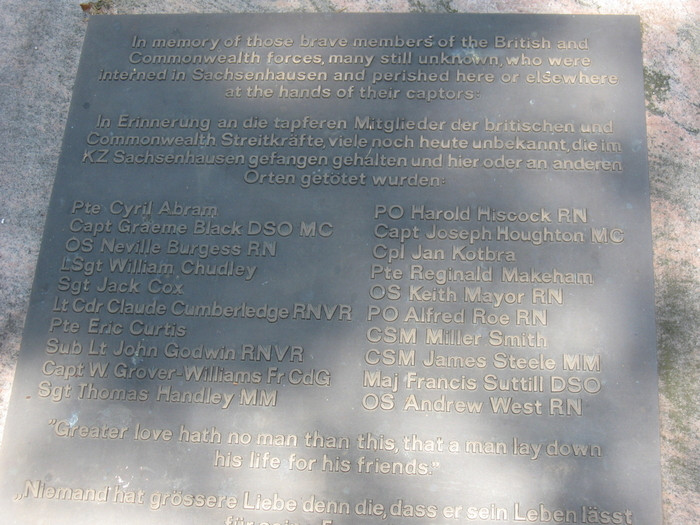 In memory of those brave members of the British and
Commonwealth forces, many still unknown, who were
interned in Sachsenhausen and perished here or elsewhere
at the hands of their captors:
In Erinnerung an die tapferen Mitglieder der britischen und
Commonwealth Streitkräfte, viele noch heute unbekannt, die im
KZ Sachsenhausen gefangen gehalten und hier oder an anderen
Orten getötet wurden:
Pte Cyril Abram
Capt Graeme Black DSO MC
OS Neville Burgess RN
LSgt William Chudley
Sgt Jack Cox
Lt Cdr Claude Cumberledge RNVR
Pte Eric Curtis
Sub Lt John Godwin RNVR
Capt W. Grover-Williams Fr CdG
Sgt Thomas Handley MM
PO Harold Hiscock RN
Capt Joseph Houghton MC
Cpl Jan Kotbra
Pte Reginald Makeham
OS Keith Mayor RN
PO Alfred Roe RN
CSM Miller Smith
CSM James Steele MM
Maj Francis Suttill DSO
OS Andrew West RN
"Greater love hath no man than this, that a man lay down
his life for his friends."
„Niemand hat grössere Liebe denn die, dass er sein Leben lässt
für seine